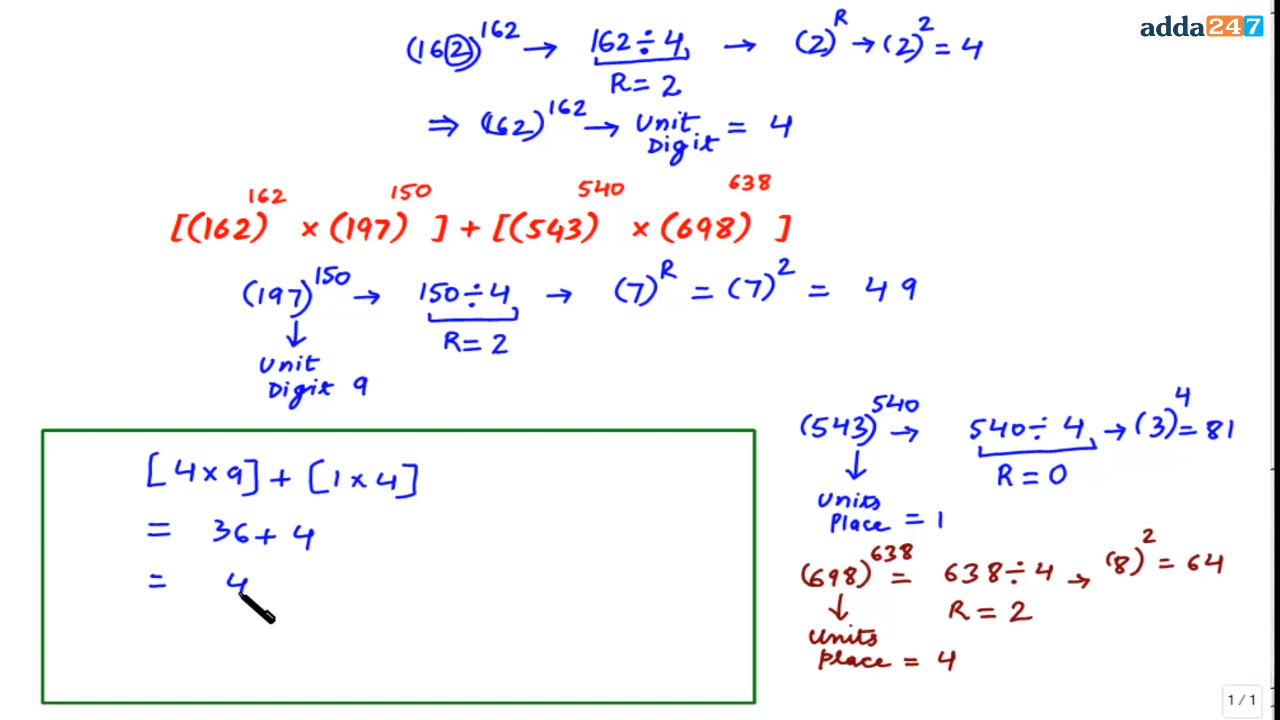 adda247
(162)^162 → 162 ÷ 4 → (2)^R → (2)^2 = 4
R = 2
⇒ (162)^162 → Unit Digit = 4
[(162)^162 × (197)^150 ] + [(543)^540 × (698)^638 ]
(197)^150 → 150 ÷ 4 → (7)^R = (7)^2 = 49
R = 2
↓
Unit
Digit 9
(543)^540 → 540 ÷ 4 → (3)^4 = 81
R = 0
↓
Units
Place = 1
(698)^638 = 638 ÷ 4 → (8)^2 = 64
R = 2
↓
Units
place = 4
[4 × 9] + [1 × 4]
= 36 + 4
= 4
1 / 1